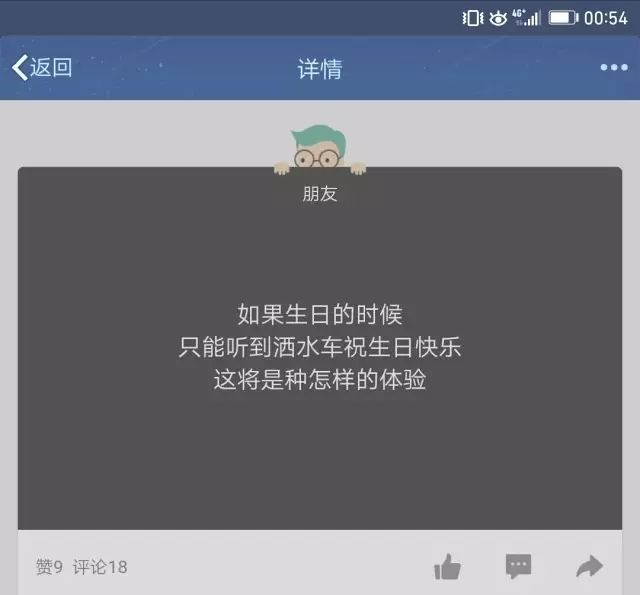 4G+ 00:54
返回 详情
朋友
如果生日的时候
只能听到洒水车祝生日快乐
这将是种怎样的体验
赞9 评论18